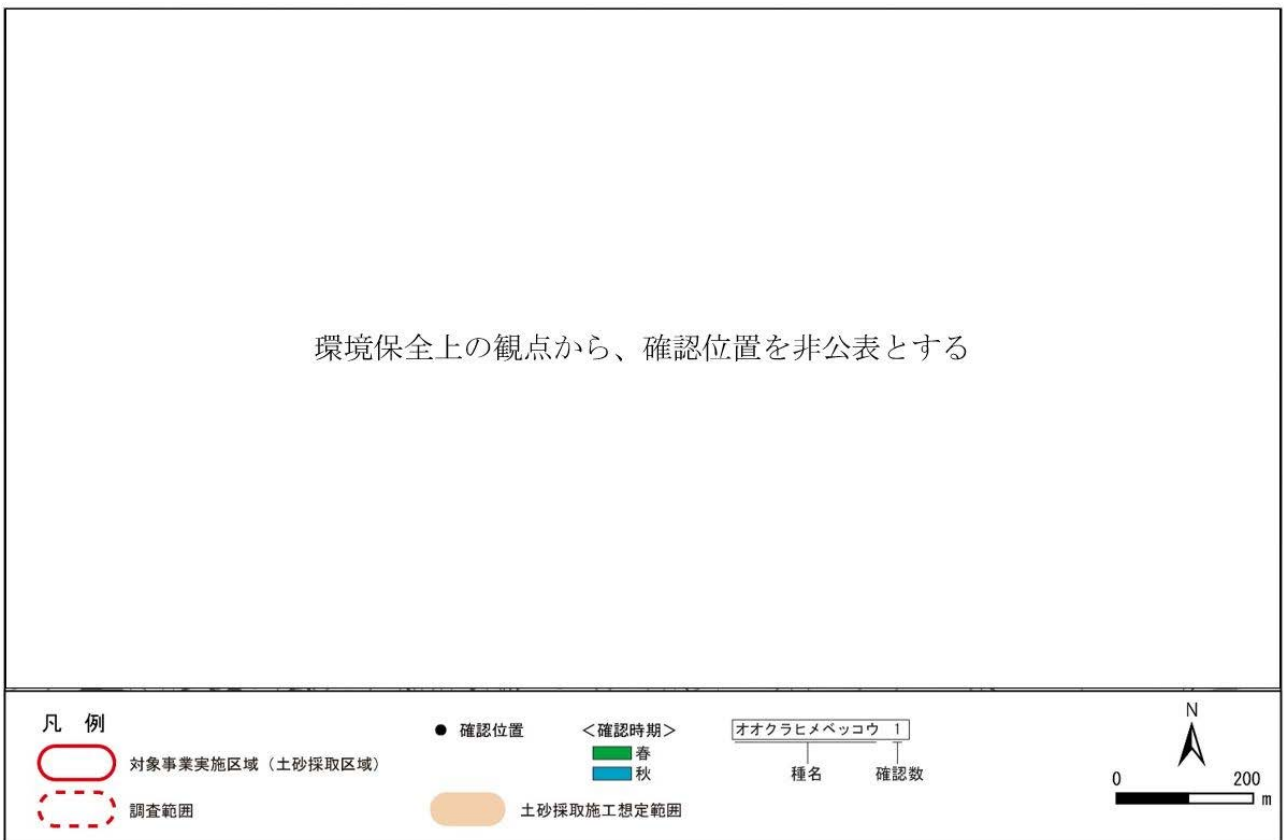 環境保全上の観点から、確認位置を非公表とする
凡 例
対象事業実施区域（土砂採取区域）
調査範囲
● 確認位置
土砂採取施工想定範囲
＜確認時期＞
春
秋
オオクラヒメベッコウ 1
種名 確認数
N
0 200 m